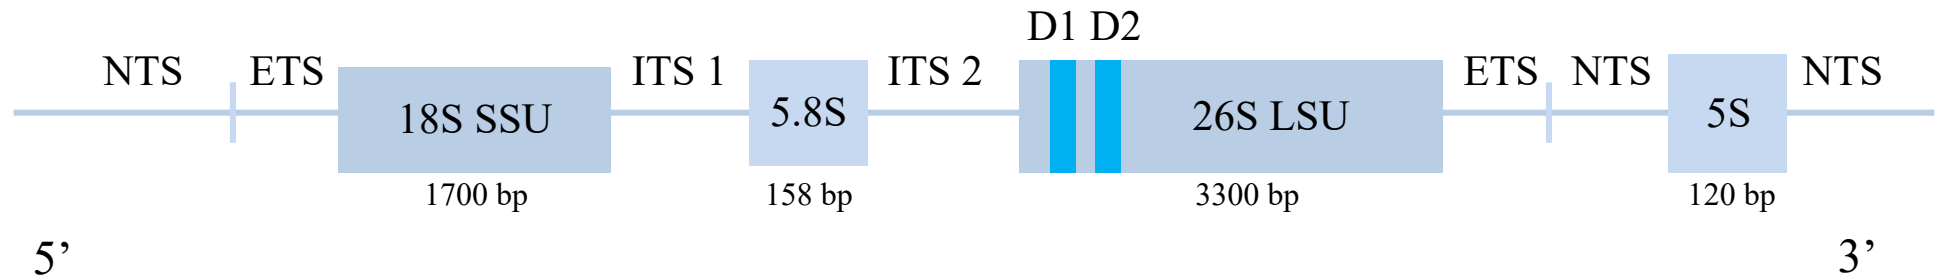 D1 D2
NTS ETS ITS 1 ITS 2 ETS NTS NTS
18S SSU 5.8S 26S LSU 5S
1700 bp 158 bp 3300 bp 120 bp
5’ 3’